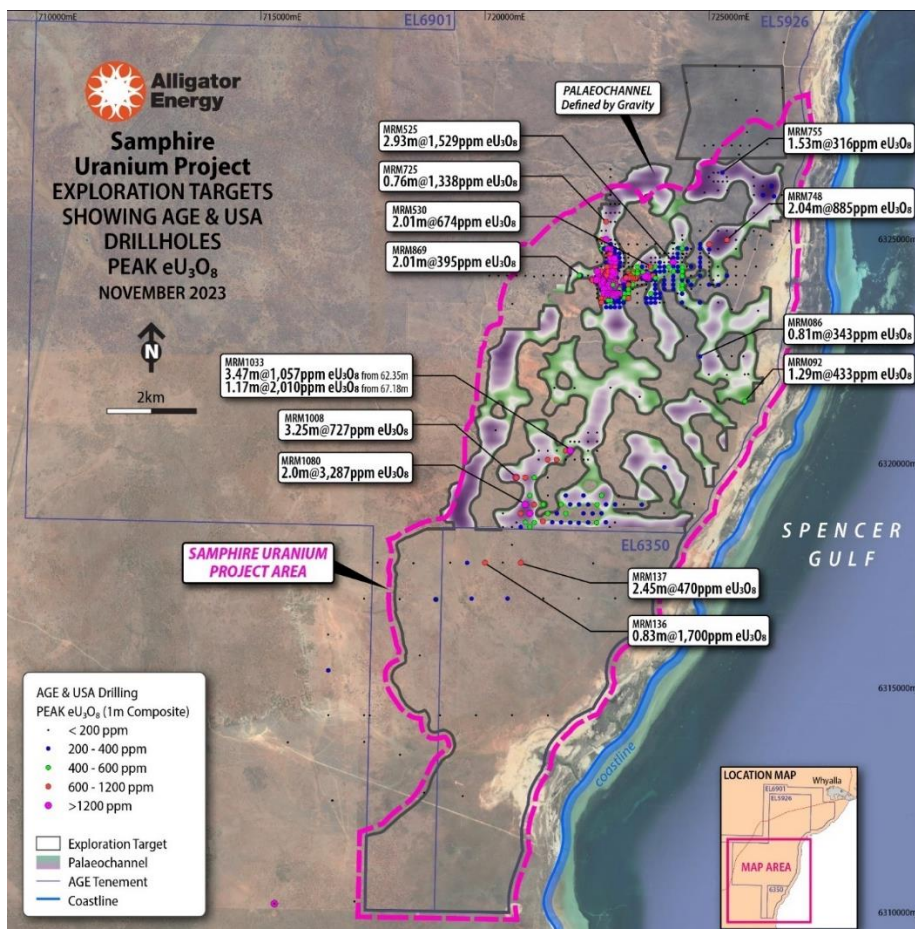 710000mE
715000mE
EL6901
720000mE
725000mE
EL5926
Alligator
Energy
Samphire
Uranium Project
EXPLORATION TARGETS
SHOWING AGE & USA
DRILLHOLES
PEAK eU₃O₈
NOVEMBER 2023
N
2km
PALAEOCHANNEL
Defined by Gravity
MRM525
2.93m@1,529ppm eU₃O₈
MRM725
0.76m@1,338ppm eU₃O₈
MRM530
2.01m@674ppm eU₃O₈
MRM869
2.01m@395ppm eU₃O₈
MRM755
1.53m@316ppm eU₃O₈
MRM748
2.04m@885ppm eU₃O₈
6325000mN
MRM086
0.81m@343ppm eU₃O₈
MRM092
1.29m@433ppm eU₃O₈
MRM1033
3.47m@1,057ppm eU₃O₈ from 62.35m
1.17m@2,010ppm eU₃O₈ from 67.18m
MRM1008
3.25m@727ppm eU₃O₈
MRM1080
2.0m@3,287ppm eU₃O₈
6320000mN
SPENCER
GULF
EL6350
SAMPHIRE URANIUM
PROJECT AREA
MRM137
2.45m@470ppm eU₃O₈
MRM136
0.83m@1,700ppm eU₃O₈
6315000mN
coastline
AGE & USA Drilling
PEAK eU₃O₈ (1m Composite)
< 200 ppm
200 - 400 ppm
400 - 600 ppm
600 - 1200 ppm
>1200 ppm
Exploration Target
Palaeochannel
AGE Tenement
Coastline
LOCATION MAP
Whyalla
EL6901
EL5926
MAP AREA
6350
6310000mN